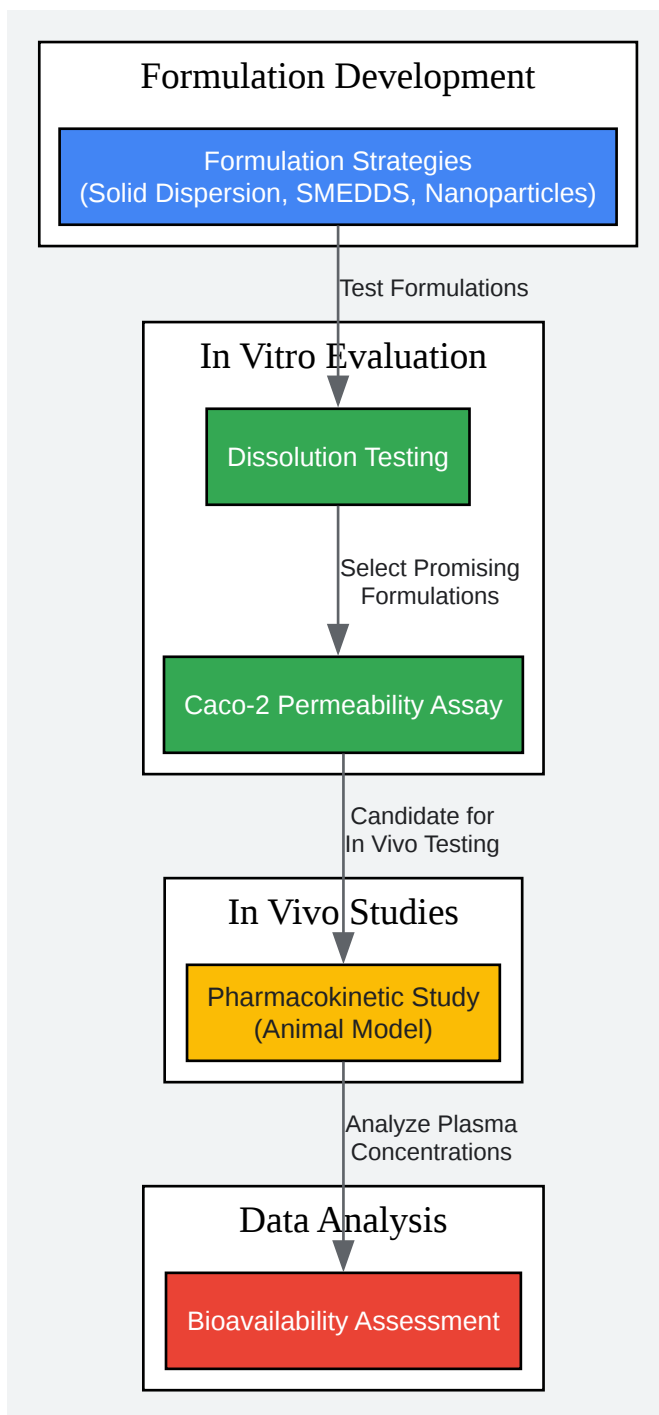 Formulation Development
Formulation Strategies
(Solid Dispersion, SMEDDS, Nanoparticles)
Test Formulations
In Vitro Evaluation
Dissolution Testing
Select Promising
Formulations
Caco-2 Permeability Assay
Candidate for
In Vivo Testing
In Vivo Studies
Pharmacokinetic Study
(Animal Model)
Analyze Plasma
Concentrations
Data Analysis
Bioavailability Assessment